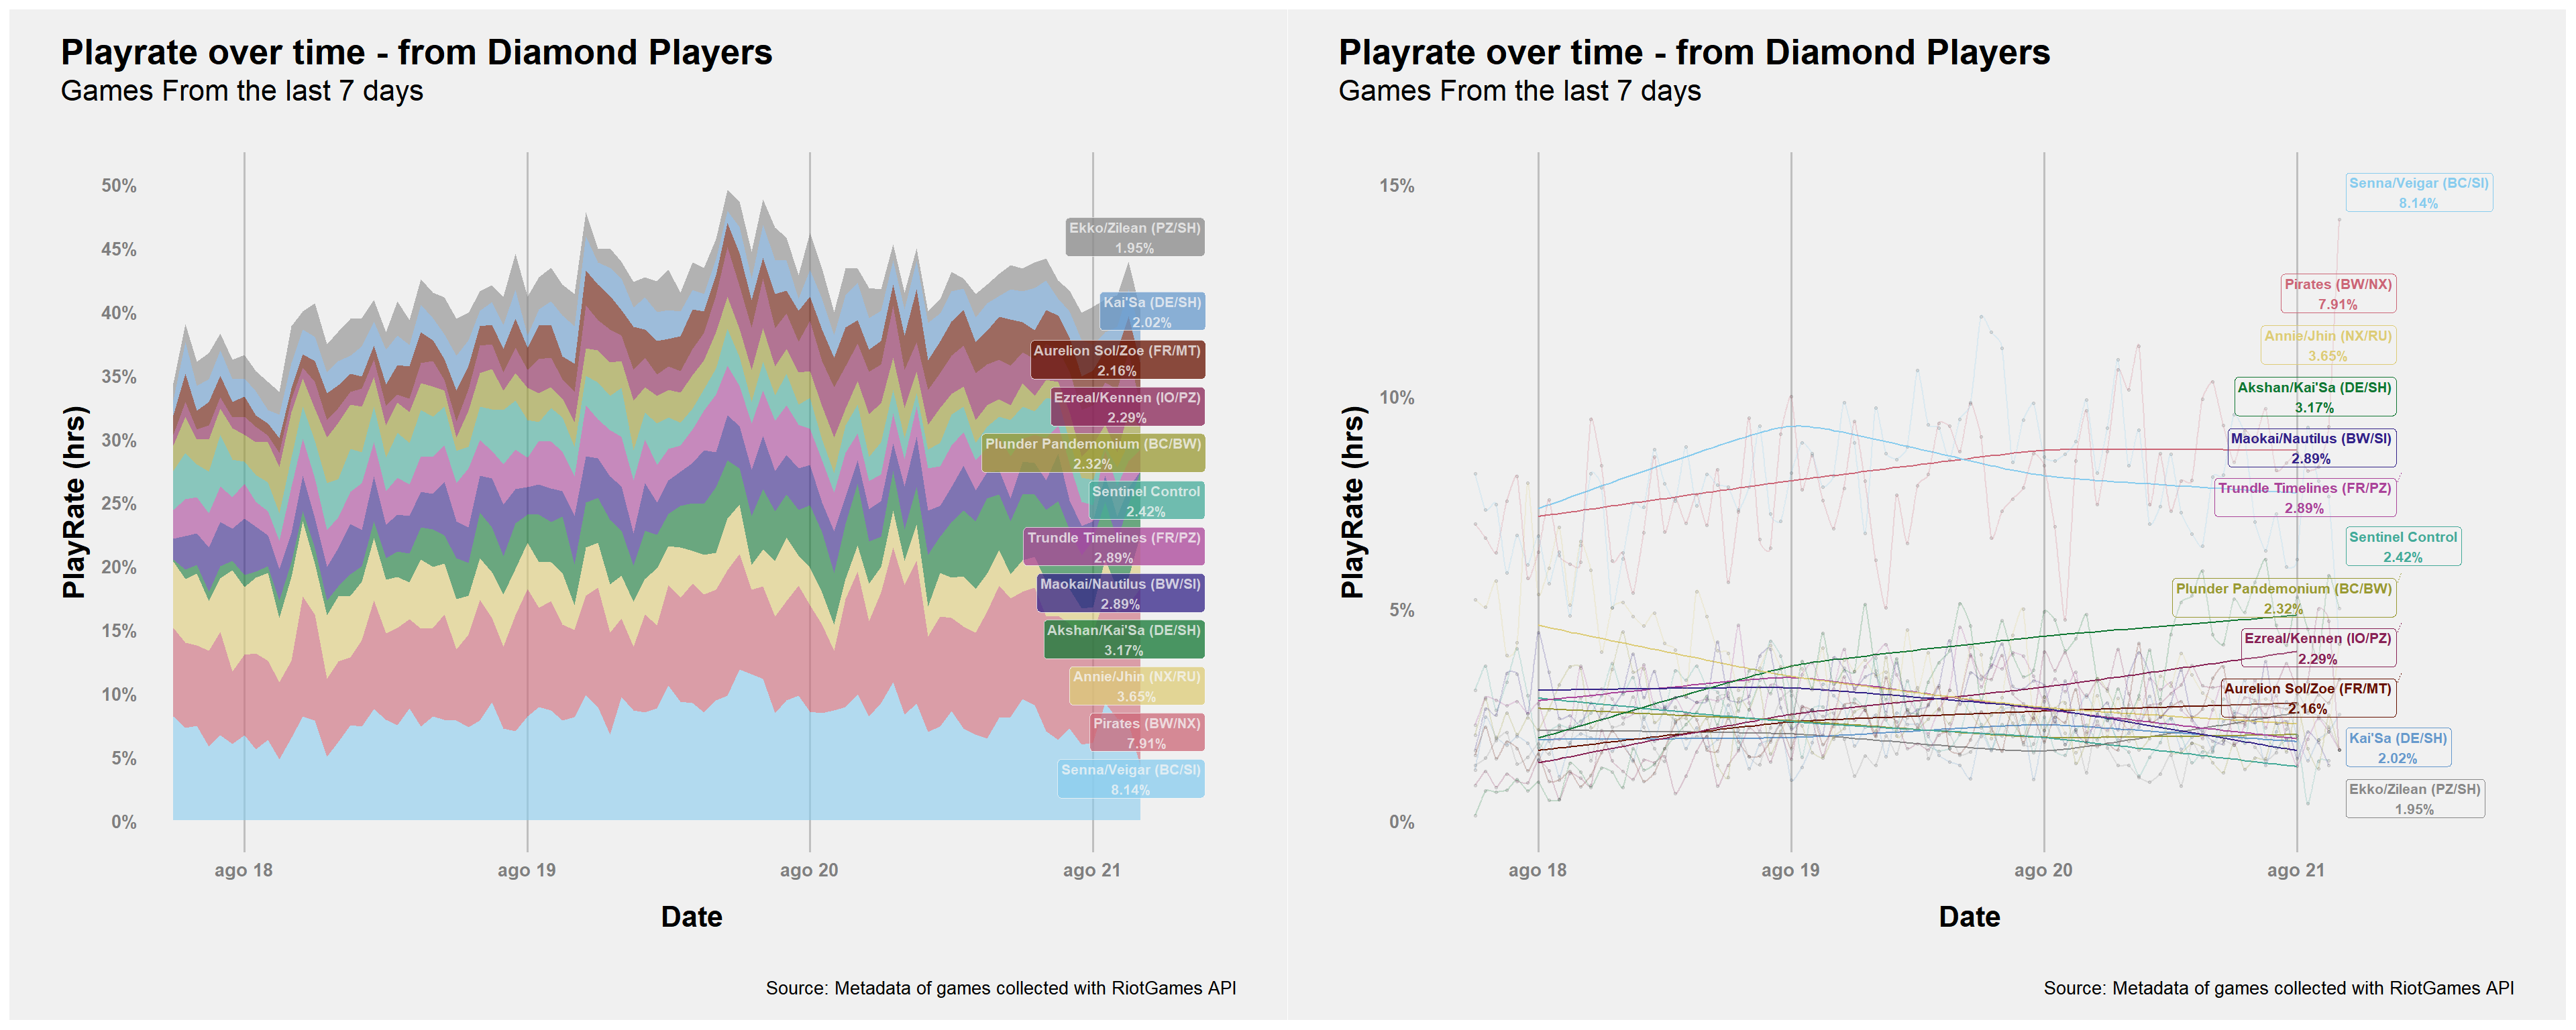 Playrate over time - from Diamond Players
Games From the last 7 days
PlayRate (hrs)
50%
45%
40%
35%
30%
25%
20%
15%
10%
5%
0%
Ekko/Zilean (PZ/SH)
1.95%
Kai'Sa (DE/SH)
2.02%
Aurelion Sol/Zoe (FR/MT)
2.16%
Ezreal/Kennen (IO/PZ)
2.29%
Plunder Pandemonium (BC/BW)
2.32%
Sentinel Control
2.42%
Trundle Timelines (FR/PZ)
2.89%
Maokai/Nautilus (BW/SI)
2.89%
Akshan/Kai'Sa (DE/SH)
3.17%
Annie/Jhin (NX/RU)
3.65%
Pirates (BW/NX)
7.91%
Senna/Veigar (BC/SI)
8.14%
ago 18
ago 19
ago 20
ago 21
Date
Source: Metadata of games collected with RiotGames API
Playrate over time - from Diamond Players
Games From the last 7 days
PlayRate (hrs)
15%
10%
5%
0%
Senna/Veigar (BC/SI)
8.14%
Pirates (BW/NX)
7.91%
Annie/Jhin (NX/RU)
3.65%
Akshan/Kai'Sa (DE/SH)
3.17%
Maokai/Nautilus (BW/SI)
2.89%
Trundle Timelines (FR/PZ)
2.89%
Sentinel Control
2.42%
Plunder Pandemonium (BC/BW)
2.32%
Ezreal/Kennen (IO/PZ)
2.29%
Aurelion Sol/Zoe (FR/MT)
2.16%
Kai'Sa (DE/SH)
2.02%
Ekko/Zilean (PZ/SH)
1.95%
ago 18
ago 19
ago 20
ago 21
Date
Source: Metadata of games collected with RiotGames API